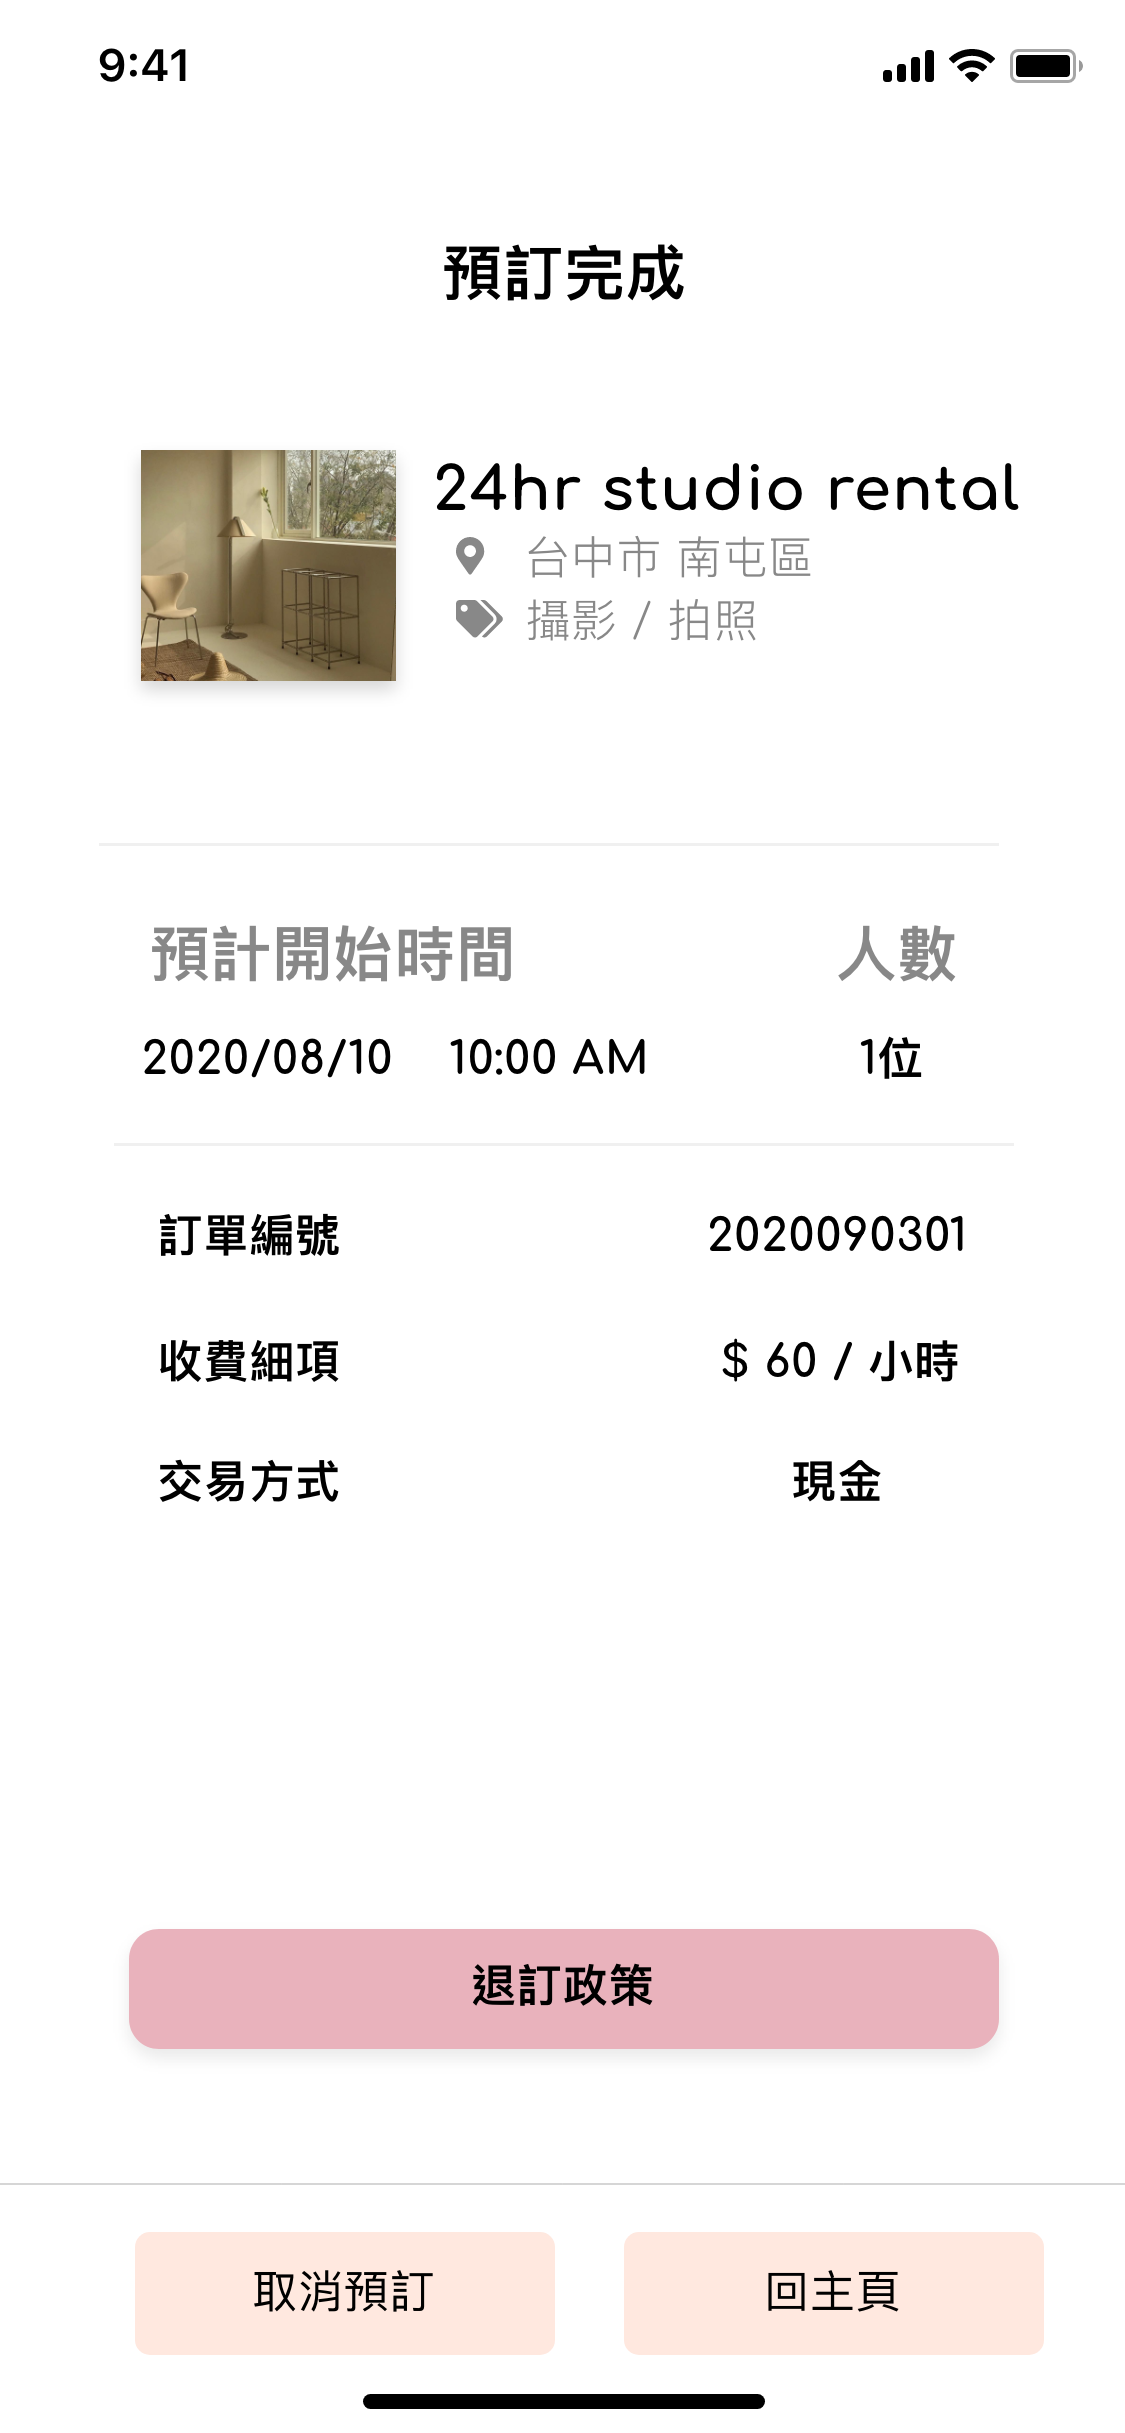 9:41
預訂完成
24hr studio rental
台中市 南屯區
攝影 / 拍照
預計開始時間 人數
2020/08/10 10:00 AM 1位
訂單編號 2020090301
收費細項 $ 60 / 小時
交易方式 現金
退訂政策
取消預訂 回主頁